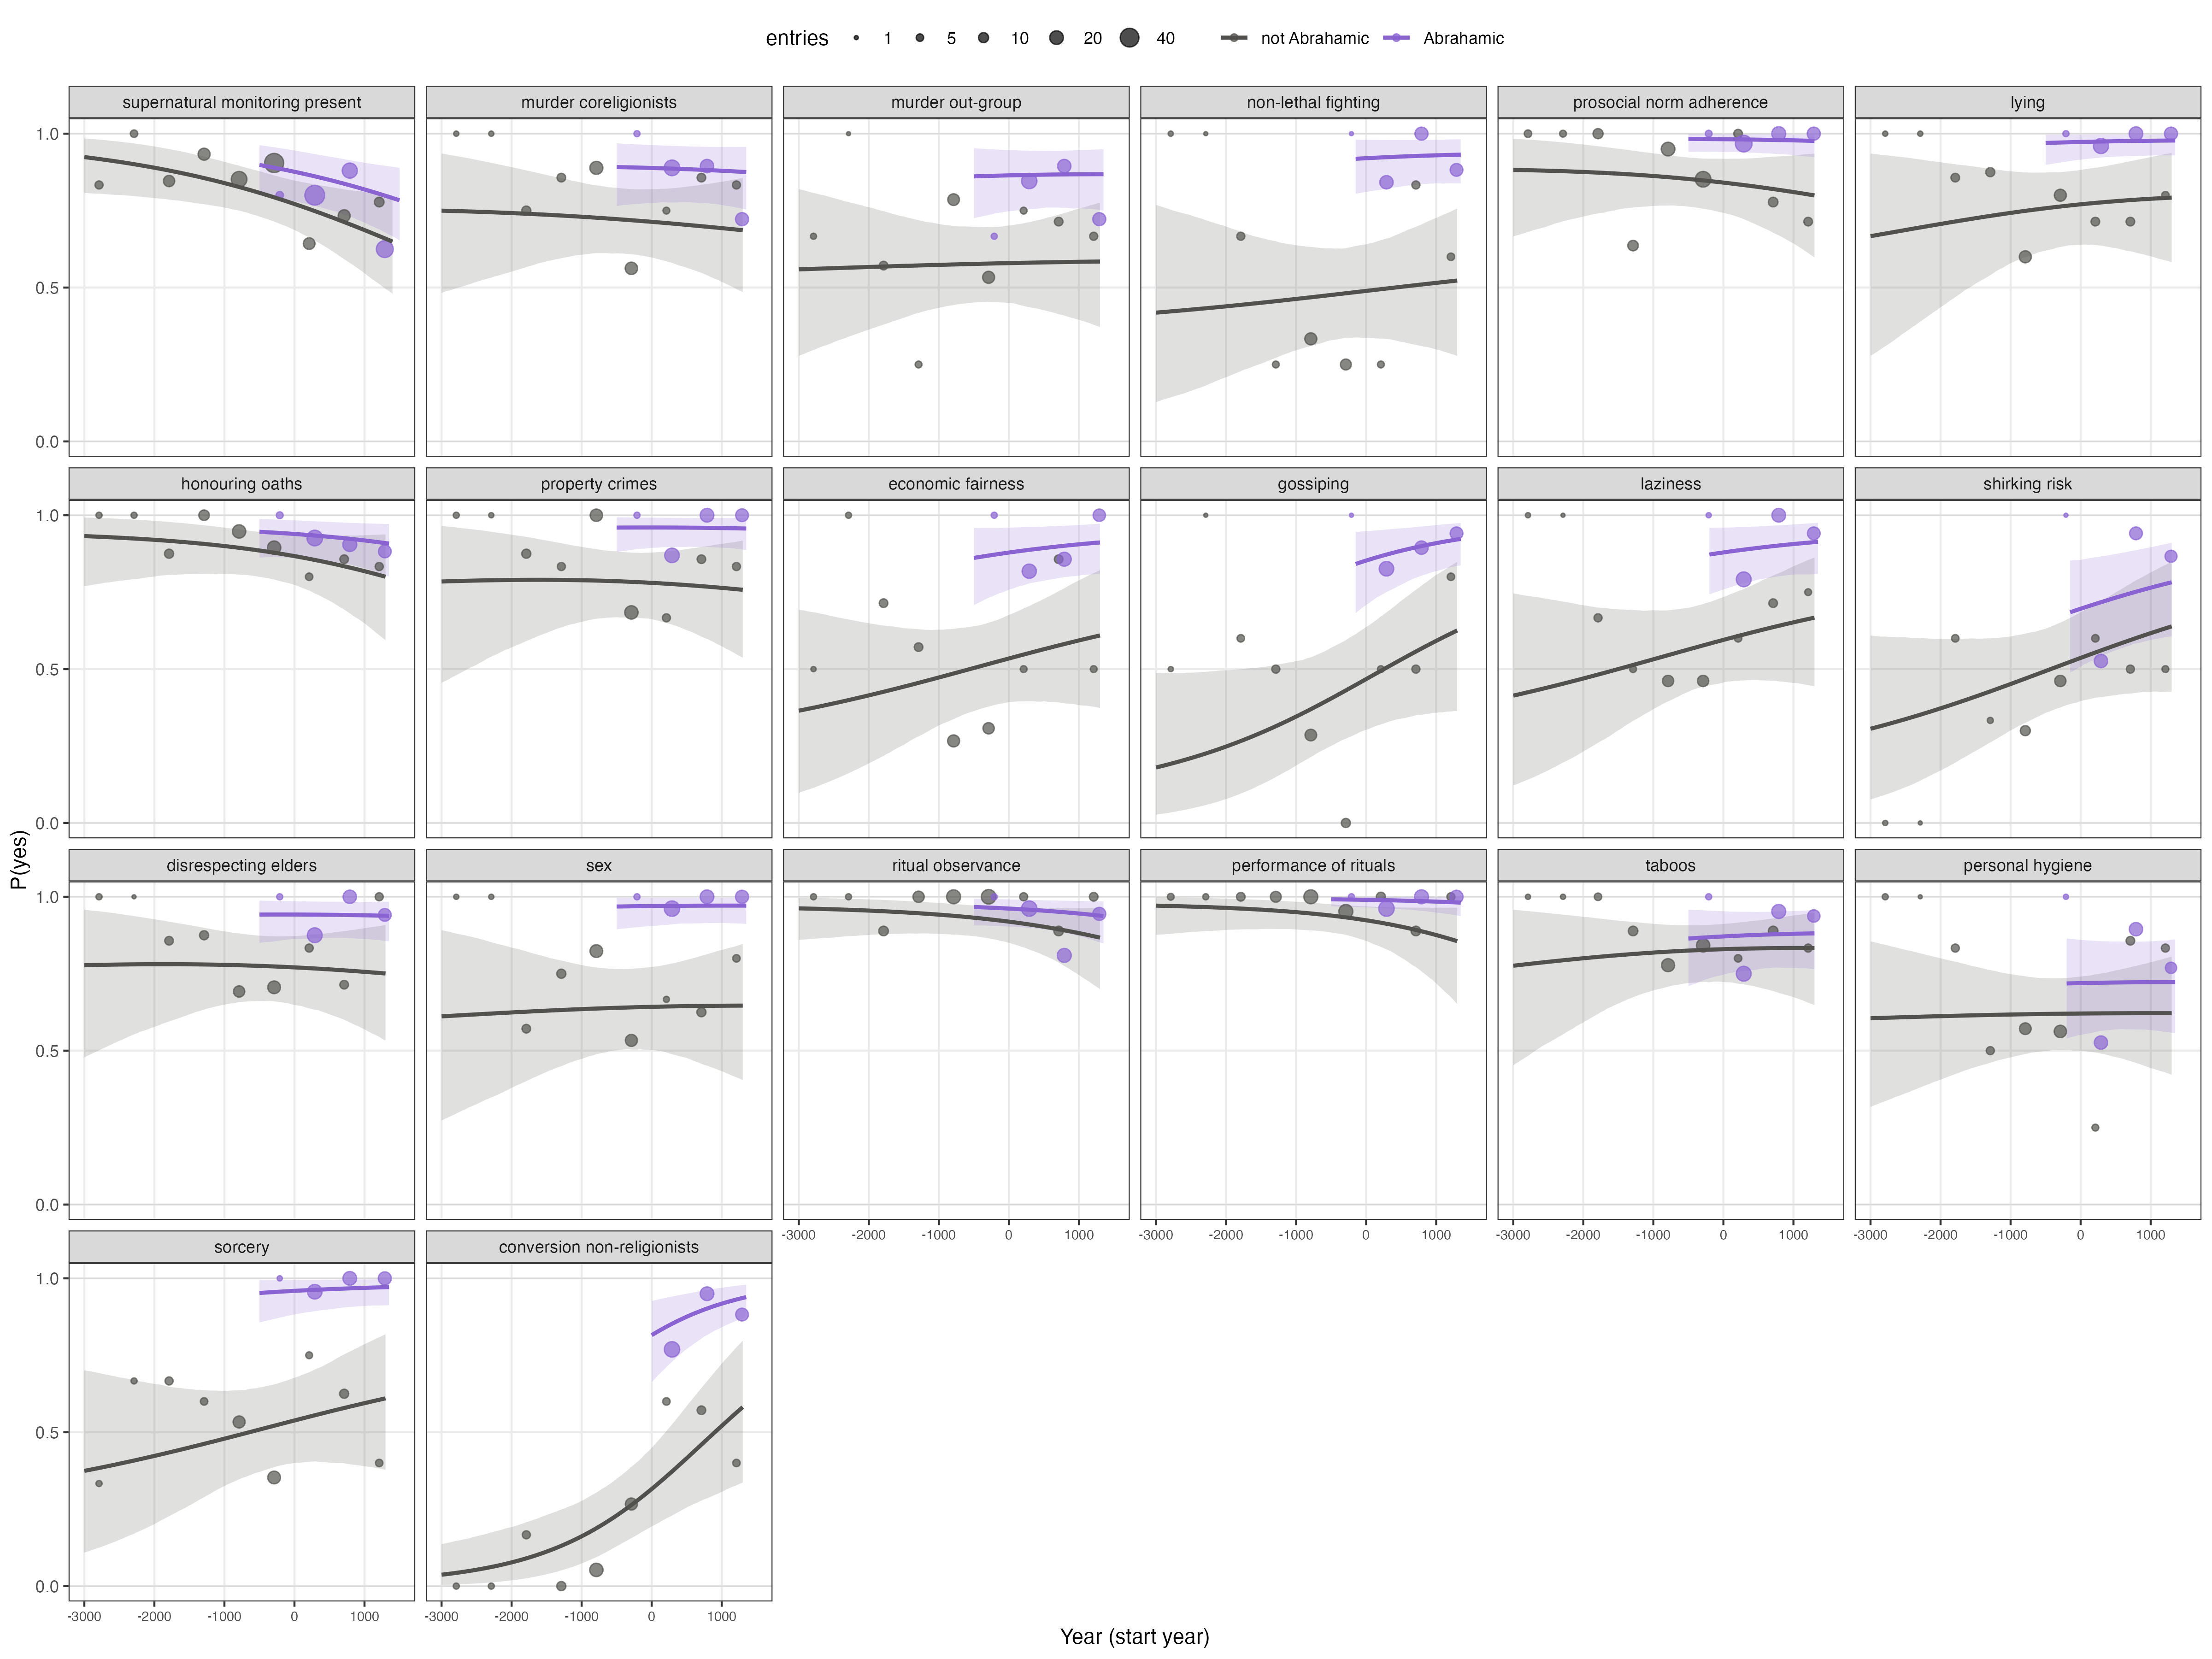 entries 1 5 10 20 40 not Abrahamic Abrahamic
supernatural monitoring present murder coreligionists murder out-group non-lethal fighting prosocial norm adherence lying
1.0
0.5
0.0
honouring oaths property crimes economic fairness gossiping laziness shirking risk
1.0
0.5
0.0
P(yes)
disrespecting elders sex ritual observance performance of rituals taboos personal hygiene
1.0
0.5
0.0
-3000 -2000 -1000 0 1000 -3000 -2000 -1000 0 1000 -3000 -2000 -1000 0 1000 -3000 -2000 -1000 0 1000
sorcery conversion non-religionists
1.0
0.5
0.0
-3000 -2000 -1000 0 1000 -3000 -2000 -1000 0 1000
Year (start year)